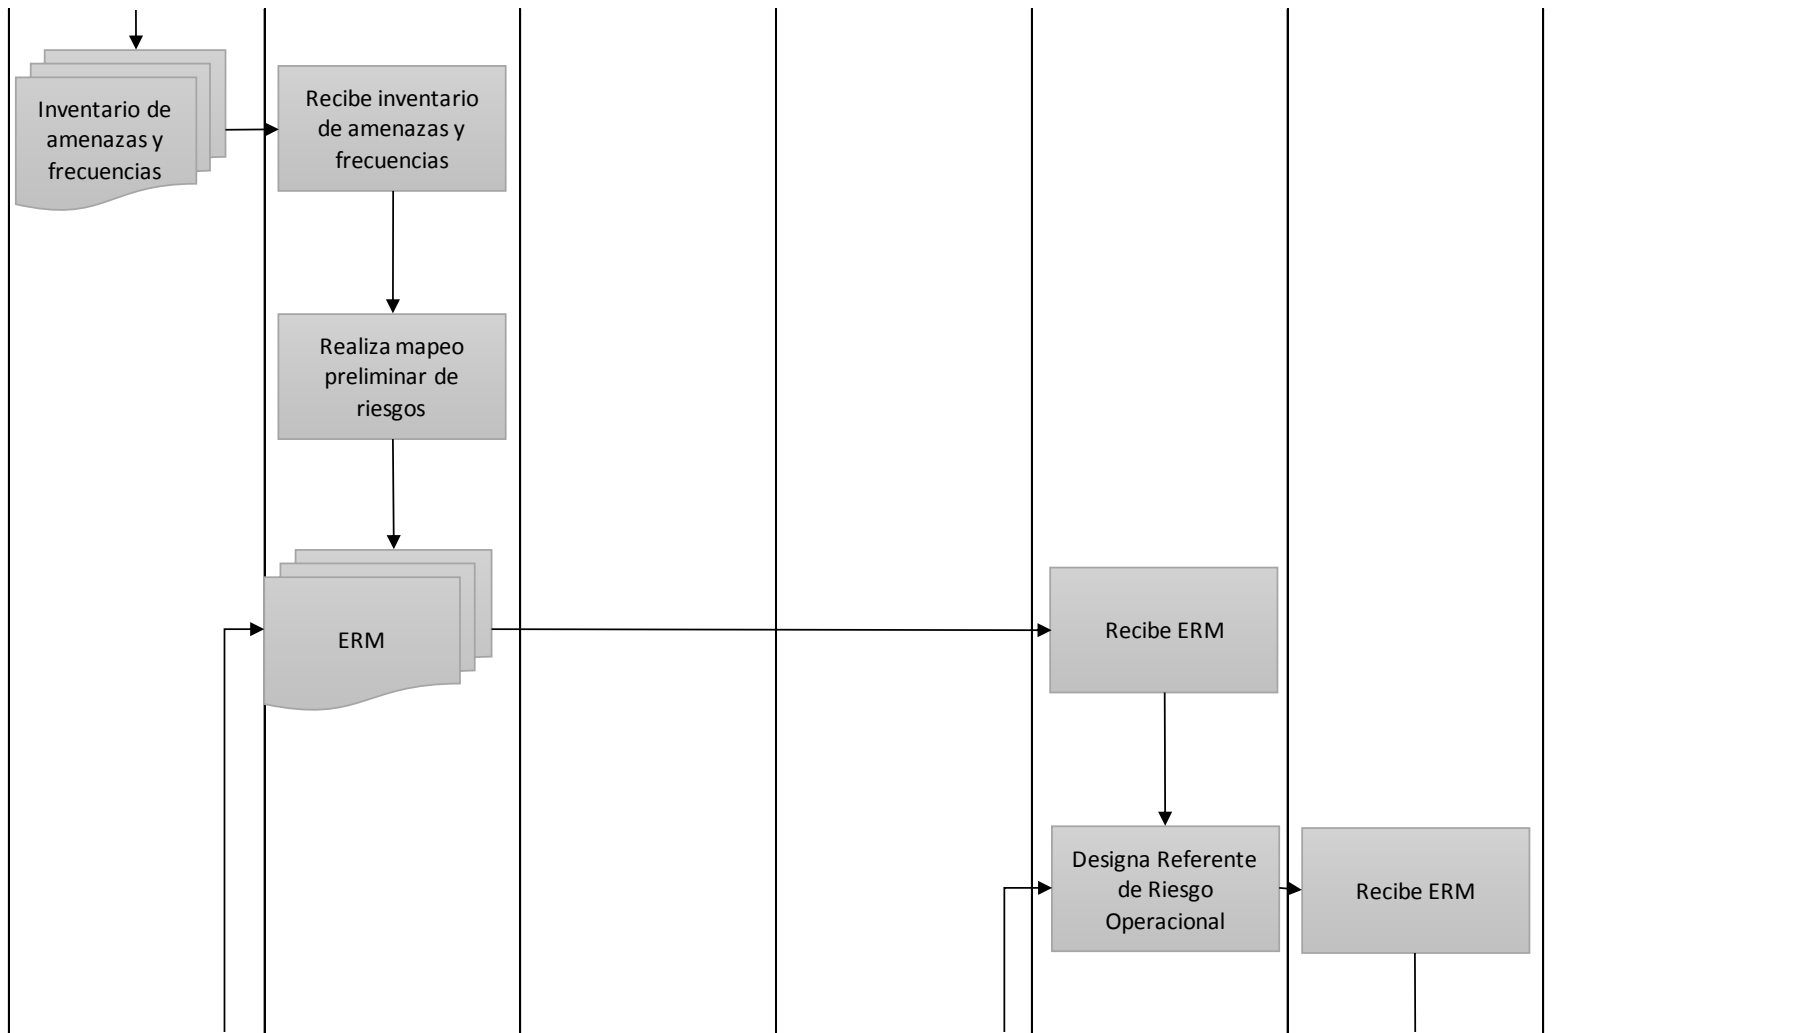 Inventario de
amenazas y
frecuencias
Recibe inventario
de amenazas y
frecuencias
Realiza mapeo
preliminar de
riesgos
ERM
Recibe ERM
Designa Referente
de Riesgo
Operacional
Recibe ERM